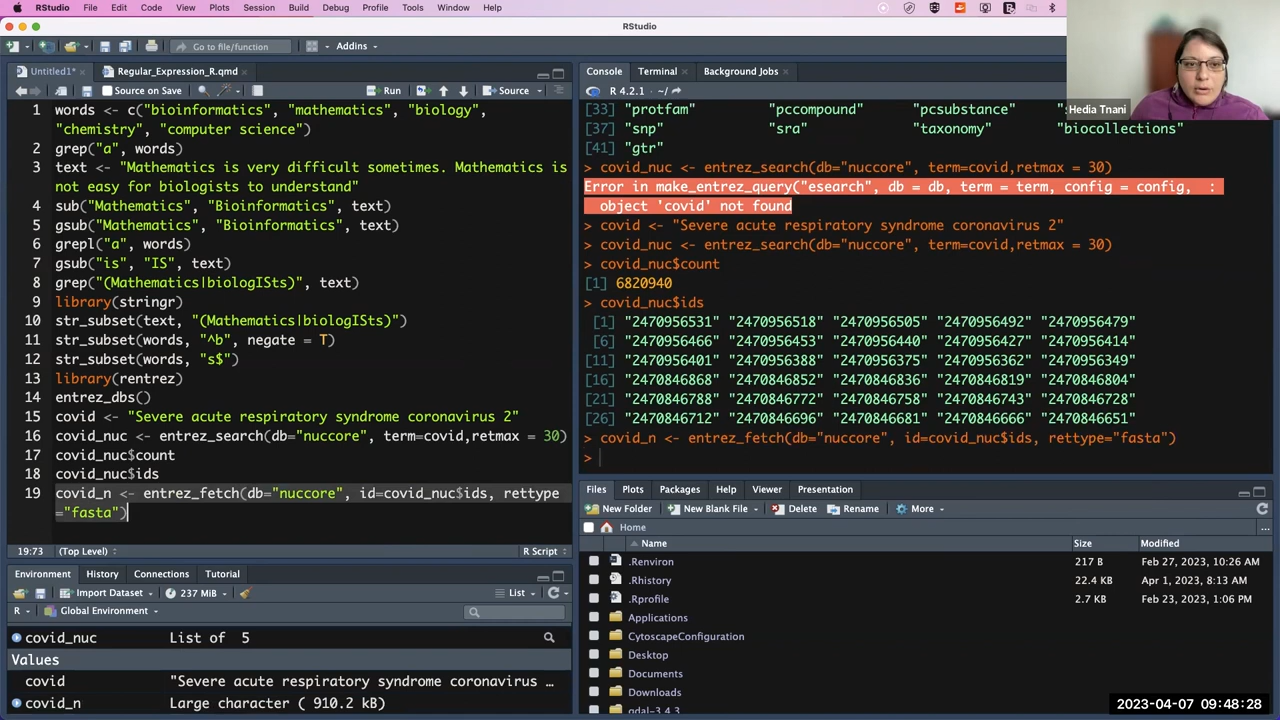 RStudio File Edit Code View Plots Session Build Debug Profile Tools Window Help
RStudio
Go to file/function Addins
Untitled1* Regular_Expression_R.qmd
Source on Save Run Source
1 words <- c("bioinformatics", "mathematics", "biology",
"chemistry", "computer science")
2 grep("a", words)
3 text <- "Mathematics is very difficult sometimes. Mathematics is
not easy for biologists to understand"
4 sub("Mathematics", "Bioinformatics", text)
5 gsub("Mathematics", "Bioinformatics", text)
6 grepl("a", words)
7 gsub("is", "IS", text)
8 grep("(Mathematics|biologISts)", text)
9 library(stringr)
10 str_subset(text, "(Mathematics|biologISts)")
11 str_subset(words, "^b", negate = T)
12 str_subset(words, "s$")
13 library(rentrez)
14 entrez_dbs()
15 covid <- "Severe acute respiratory syndrome coronavirus 2"
16 covid_nuc <- entrez_search(db="nuccore", term=covid,retmax = 30)
17 covid_nuc$count
18 covid_nuc$ids
19 covid_n <- entrez_fetch(db="nuccore", id=covid_nuc$ids, rettype
="fasta")
19:73 (Top Level) R Script
Environment History Connections Tutorial
Import Dataset 237 MiB List
R Global Environment
covid_nuc List of 5
Values
covid "Severe acute respiratory syndrome coronavirus …
covid_n Large character ( 910.2 kB)
Console Terminal Background Jobs
R 4.2.1 · ~/
[33] "protfam" "pccompound" "pcsubstance"
[37] "snp" "sra" "taxonomy" "biocollections"
[41] "gtr"
> covid_nuc <- entrez_search(db="nuccore", term=covid,retmax = 30)
Error in make_entrez_query("esearch", db = db, term = term, config = config, :
object 'covid' not found
> covid <- "Severe acute respiratory syndrome coronavirus 2"
> covid_nuc <- entrez_search(db="nuccore", term=covid,retmax = 30)
> covid_nuc$count
[1] 6820940
> covid_nuc$ids
[1] "2470956531" "2470956518" "2470956505" "2470956492" "2470956479"
[6] "2470956466" "2470956453" "2470956440" "2470956427" "2470956414"
[11] "2470956401" "2470956388" "2470956375" "2470956362" "2470956349"
[16] "2470846868" "2470846852" "2470846836" "2470846819" "2470846804"
[21] "2470846788" "2470846772" "2470846758" "2470846743" "2470846728"
[26] "2470846712" "2470846696" "2470846681" "2470846666" "2470846651"
> covid_n <- entrez_fetch(db="nuccore", id=covid_nuc$ids, rettype="fasta")
>
Files Plots Packages Help Viewer Presentation
New Folder New Blank File Delete Rename More
Home
Name Size Modified
.Renviron 217 B Feb 27, 2023, 10:26 AM
.Rhistory 22.4 KB Apr 1, 2023, 8:13 AM
.Rprofile 2.7 KB Feb 23, 2023, 1:06 PM
Applications
CytoscapeConfiguration
Desktop
Documents
Downloads
gdal-3.4.3
Hedia Tnani
2023-04-07 09:48:28